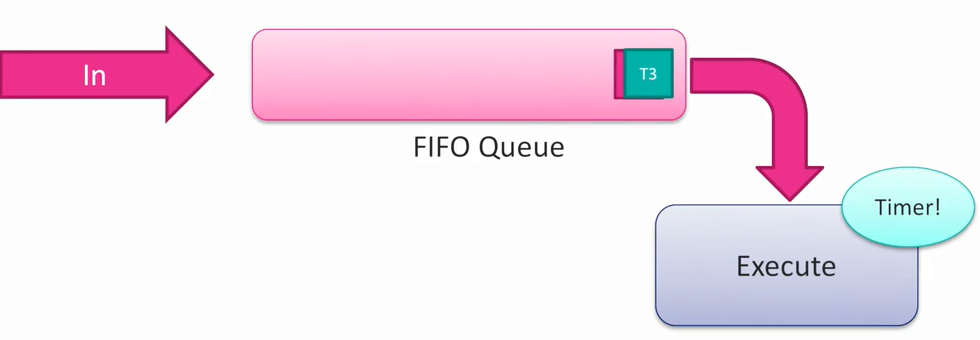 In
T3
FIFO Queue
Timer!
Execute